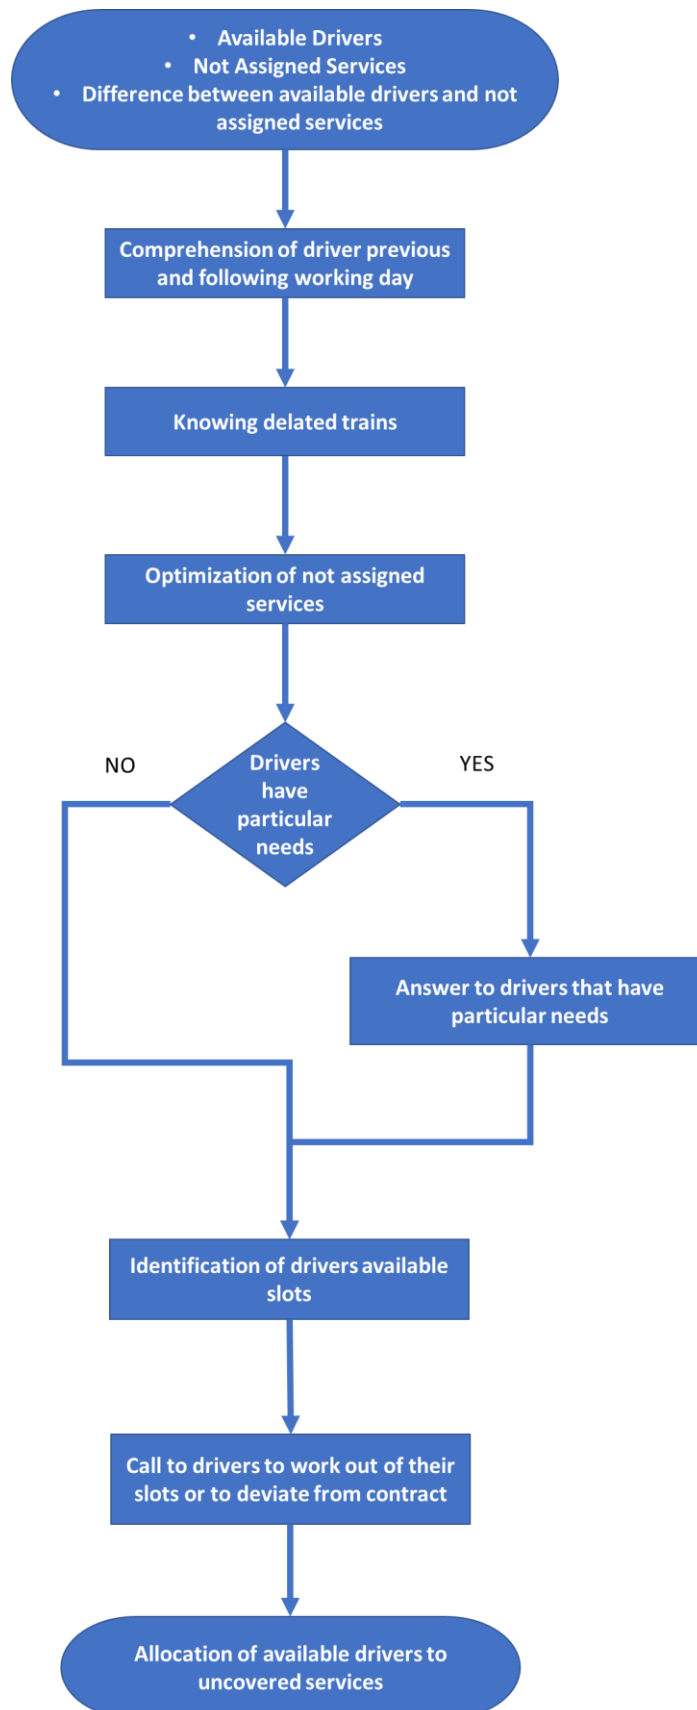 • Available Drivers
• Not Assigned Services
• Difference between available drivers and not
assigned services
Comprehension of driver previous
and following working day
Knowing delated trains
Optimization of not assigned
services
NO
Drivers
have
particular
needs
YES
Answer to drivers that have
particular needs
Identification of drivers available
slots
Call to drivers to work out of their
slots or to deviate from contract
Allocation of available drivers to
uncovered services